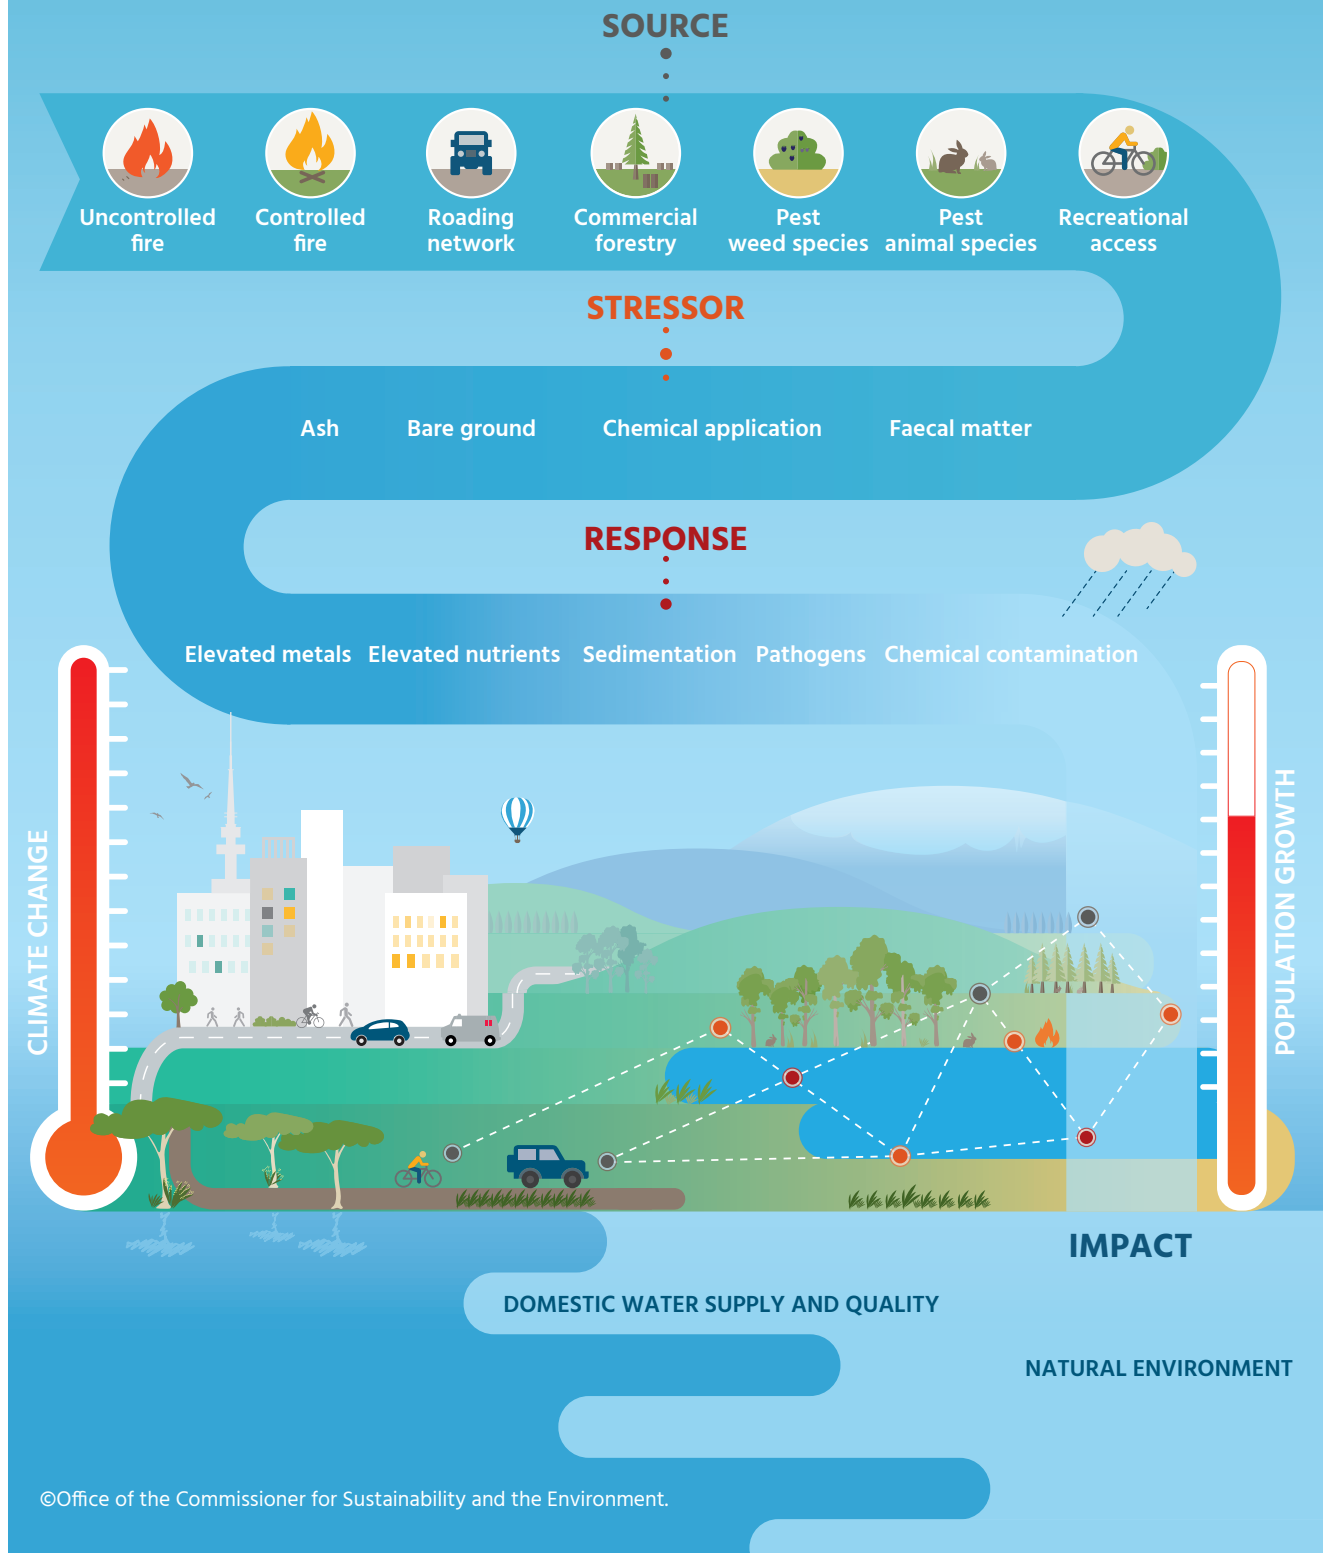 SOURCE
Uncontrolled
fire
Controlled
fire
Roading
network
Commercial
forestry
Pest
weed species
Pest
animal species
Recreational
access
STRESSOR
Ash
Bare ground
Chemical application
Faecal matter
RESPONSE
Elevated metals
Elevated nutrients
Sedimentation
Pathogens
Chemical contamination
CLIMATE CHANGE
POPULATION GROWTH
IMPACT
DOMESTIC WATER SUPPLY AND QUALITY
NATURAL ENVIRONMENT
©Office of the Commissioner for Sustainability and the Environment.